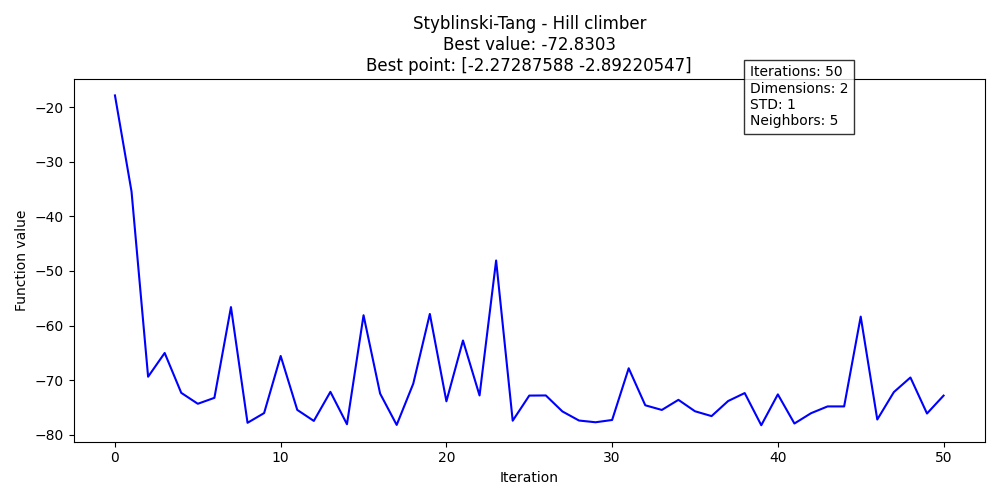 Styblinski-Tang - Hill climber
Best value: -72.8303
Best point: [-2.27287588 -2.89220547]
Iterations: 50
Dimensions: 2
STD: 1
Neighbors: 5
Function value
−20
−30
−40
−50
−60
−70
−80
0 10 20 30 40 50
Iteration